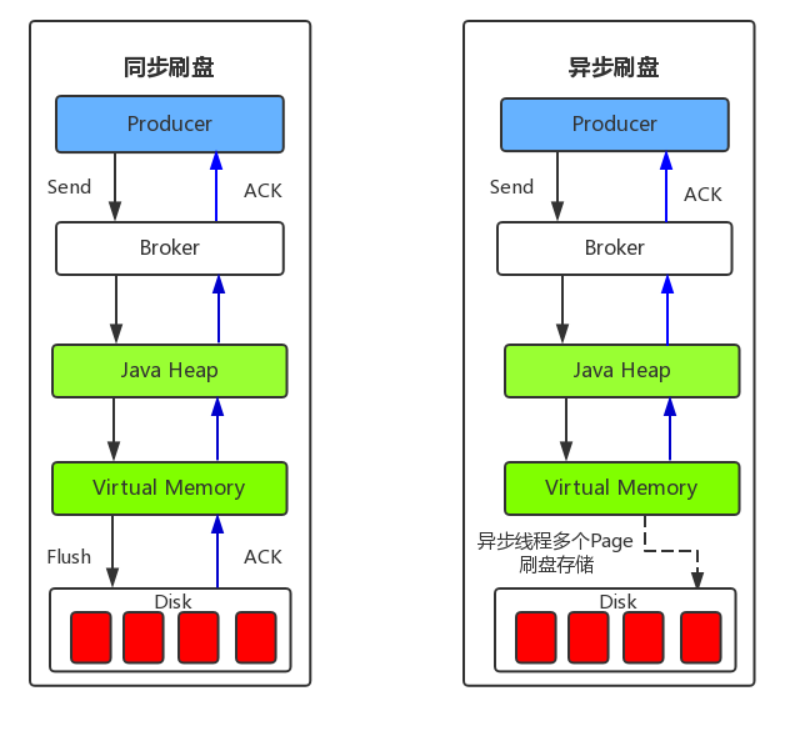 同步刷盘
Producer
Send
ACK
Broker
Java Heap
Virtual Memory
Flush
ACK
Disk
异步刷盘
Producer
Send
ACK
Broker
Java Heap
Virtual Memory
异步线程多个Page
刷盘存储
Disk